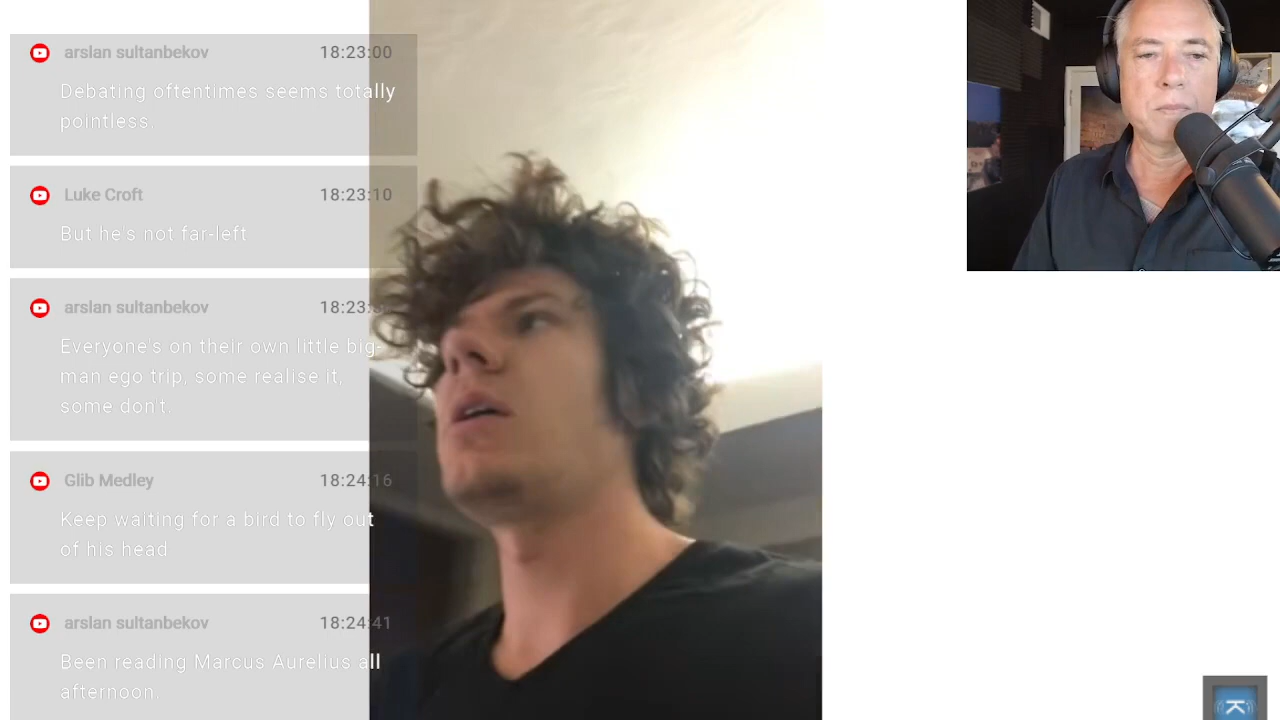 arslan sultanbekov 18:23:00
Debating oftentimes seems totally
pointless.
Luke Croft 18:23:10
But he's not far-left
arslan sultanbekov 18:23:
Everyone's on their own little big-
man ego trip, some realise it,
some don't.
Glib Medley 18:24:16
Keep waiting for a bird to fly out
of his head
arslan sultanbekov 18:24:41
Been reading Marcus Aurelius all
afternoon.
K